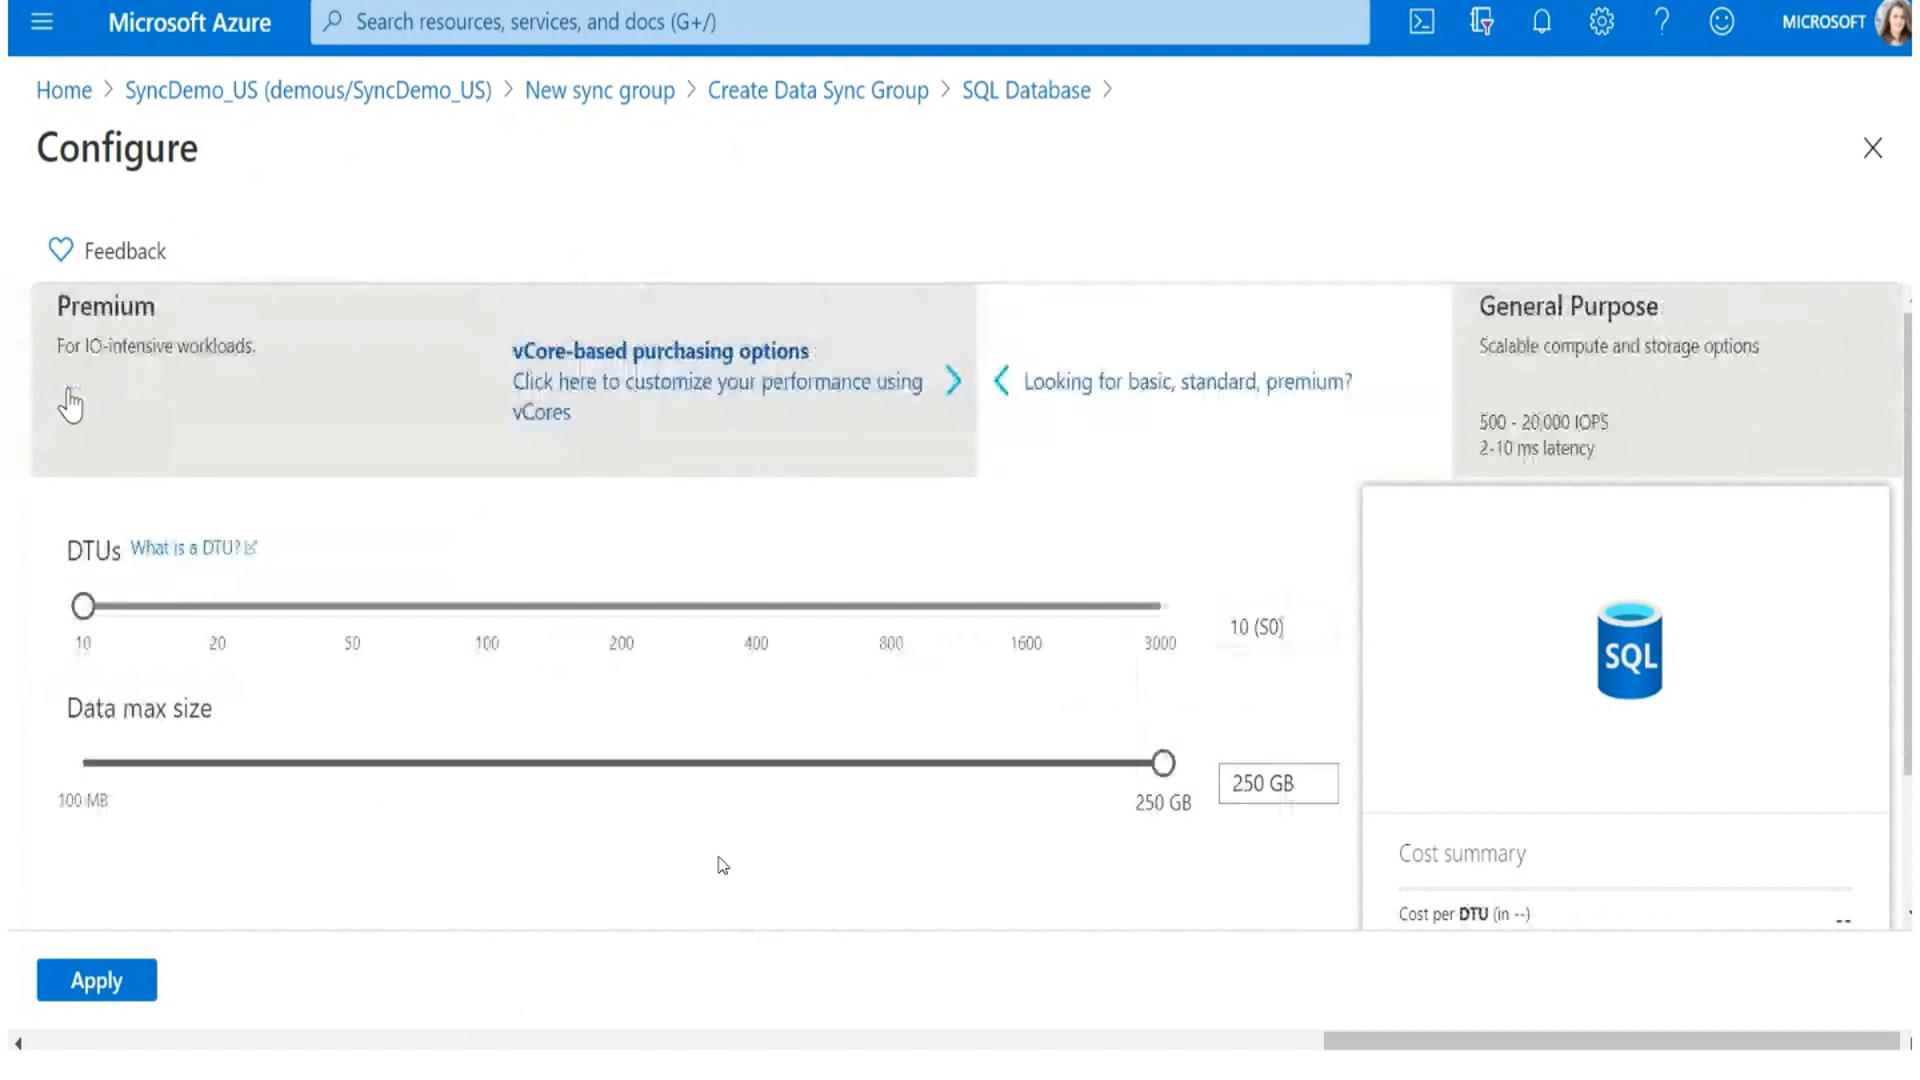 Microsoft Azure
Search resources, services, and docs (G+/)
MICROSOFT
Home > SyncDemo_US (demous/SyncDemo_US) > New sync group > Create Data Sync Group > SQL Database >
Configure
Feedback
Premium
For IO-intensive workloads.
vCore-based purchasing options
Click here to customize your performance using
vCores
Looking for basic, standard, premium?
General Purpose
Scalable compute and storage options
500 - 20,000 IOPS
2-10 ms latency
DTUs What is a DTU?
10 20 50 100 200 400 800 1600 3000
10 (S0)
Data max size
100 MB
250 GB
250 GB
SQL
Cost summary
Cost per DTU (in --)
--
Apply